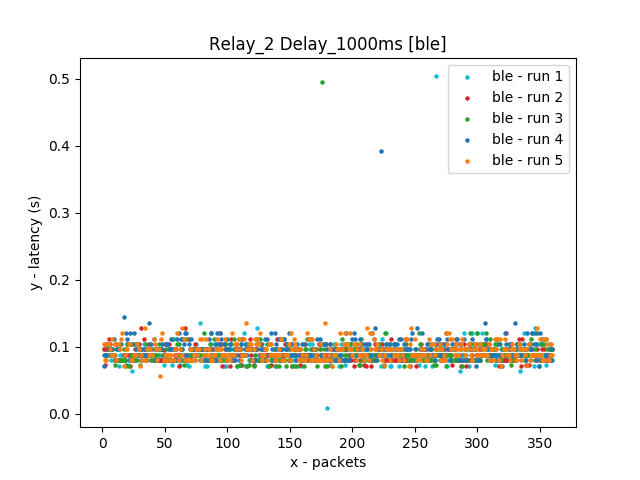 Relay_2 Delay_1000ms [ble]
ble - run 1
ble - run 2
ble - run 3
ble - run 4
ble - run 5
y - latency (s)
0.5
0.4
0.3
0.2
0.1
0.0
0 50 100 150 200 250 300 350
x - packets